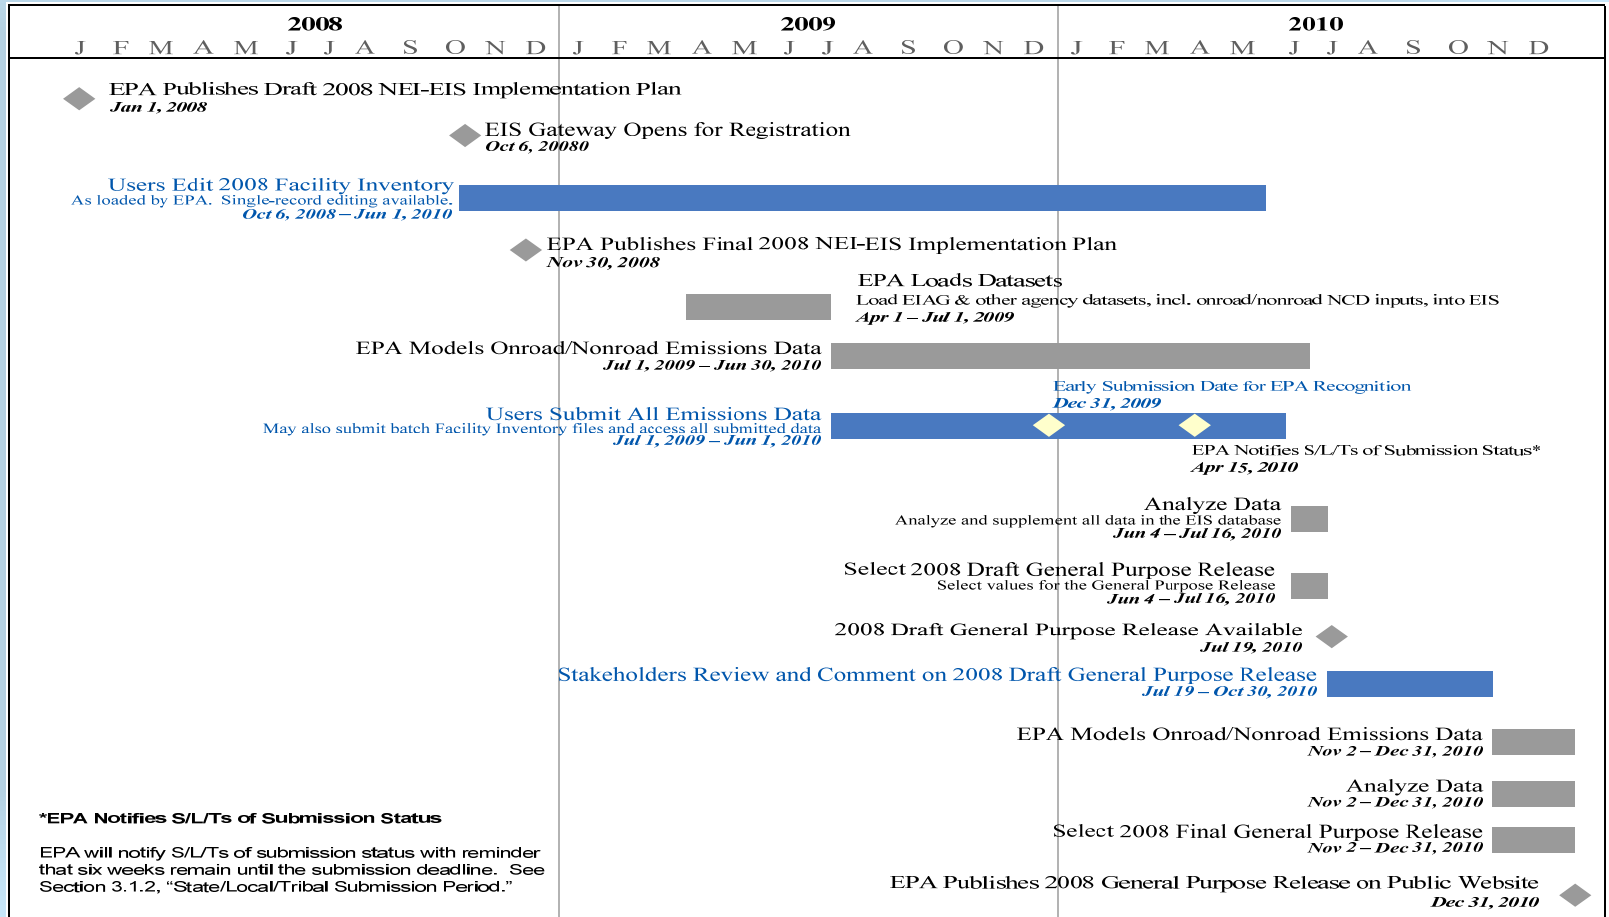 2008 2009 2010
J F M A M J J A S O N D J F M A M J J A S O N D J F M A M J J A S O N D
EPA Publishes Draft 2008 NEI-EIS Implementation Plan
Jan 1, 2008
EIS Gateway Opens for Registration
Oct 6, 20080
Users Edit 2008 Facility Inventory
As loaded by EPA. Single-record editing available.
Oct 6, 2008 – Jun 1, 2010
EPA Publishes Final 2008 NEI-EIS Implementation Plan
Nov 30, 2008
EPA Loads Datasets
Load EIAG & other agency datasets, incl. onroad/nonroad NCD inputs, into EIS
Apr 1 – Jul 1, 2009
EPA Models Onroad/Nonroad Emissions Data
Jul 1, 2009 – Jun 30, 2010
Early Submission Date for EPA Recognition
Dec 31, 2009
Users Submit All Emissions Data
May also submit batch Facility Inventory files and access all submitted data
Jul 1, 2009 – Jun 1, 2010
EPA Notifies S/L/Ts of Submission Status*
Apr 15, 2010
Analyze Data
Analyze and supplement all data in the EIS database
Jun 4 – Jul 16, 2010
Select 2008 Draft General Purpose Release
Select values for the General Purpose Release
Jun 4 – Jul 16, 2010
2008 Draft General Purpose Release Available
Jul 19, 2010
Stakeholders Review and Comment on 2008 Draft General Purpose Release
Jul 19 – Oct 30, 2010
EPA Models Onroad/Nonroad Emissions Data
Nov 2 – Dec 31, 2010
Analyze Data
Nov 2 – Dec 31, 2010
Select 2008 Final General Purpose Release
Nov 2 – Dec 31, 2010
EPA Publishes 2008 General Purpose Release on Public Website
Dec 31, 2010
*EPA Notifies S/L/Ts of Submission Status
EPA will notify S/L/Ts of submission status with reminder
that six weeks remain until the submission deadline. See
Section 3.1.2, “State/Local/Tribal Submission Period.”